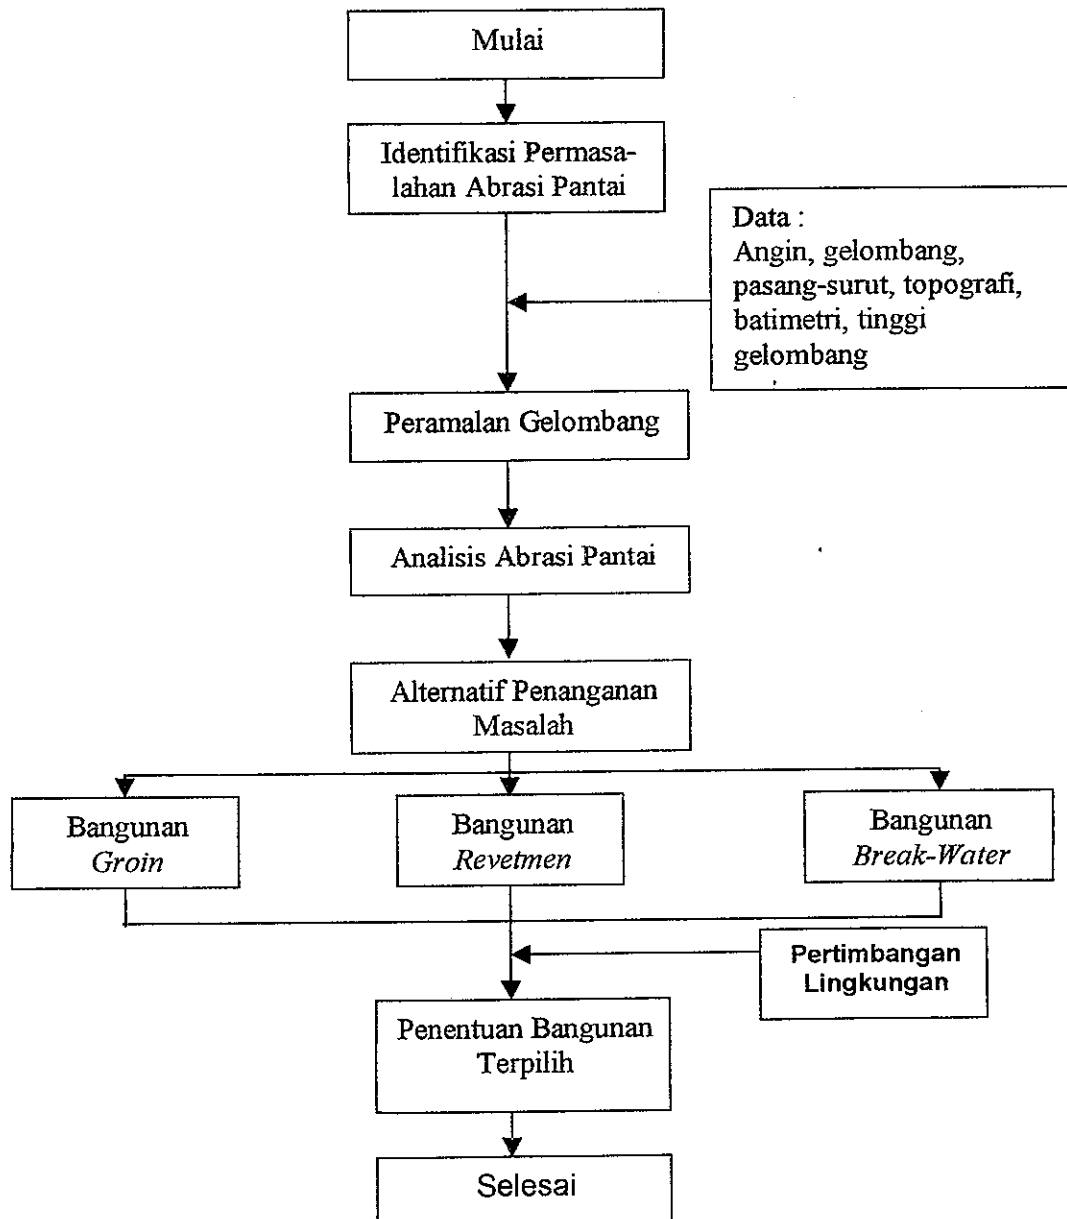 Mulai
Identifikasi Permasa-
lahan Abrasi Pantai
Data :
Angin, gelombang,
pasang-surut, topografi,
batimetri, tinggi
gelombang
Peramalan Gelombang
Analisis Abrasi Pantai
Alternatif Penanganan
Masalah
Bangunan
Groin
Bangunan
Revetmen
Bangunan
Break-Water
Pertimbangan
Lingkungan
Penentuan Bangunan
Terpilih
Selesai